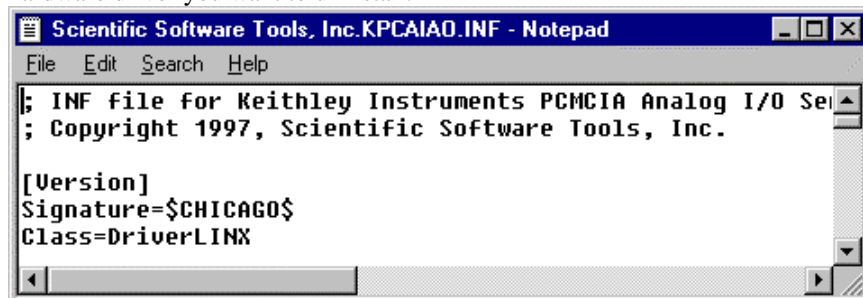 Scientific Software Tools, Inc.KPCAIAO.INF - Notepad
File Edit Search Help
; INF file for Keithley Instruments PCMCIA Analog I/O
; Copyright 1997, Scientific Software Tools, Inc.
[Version]
Signature=$CHICAGO$
Class=DriverLINX